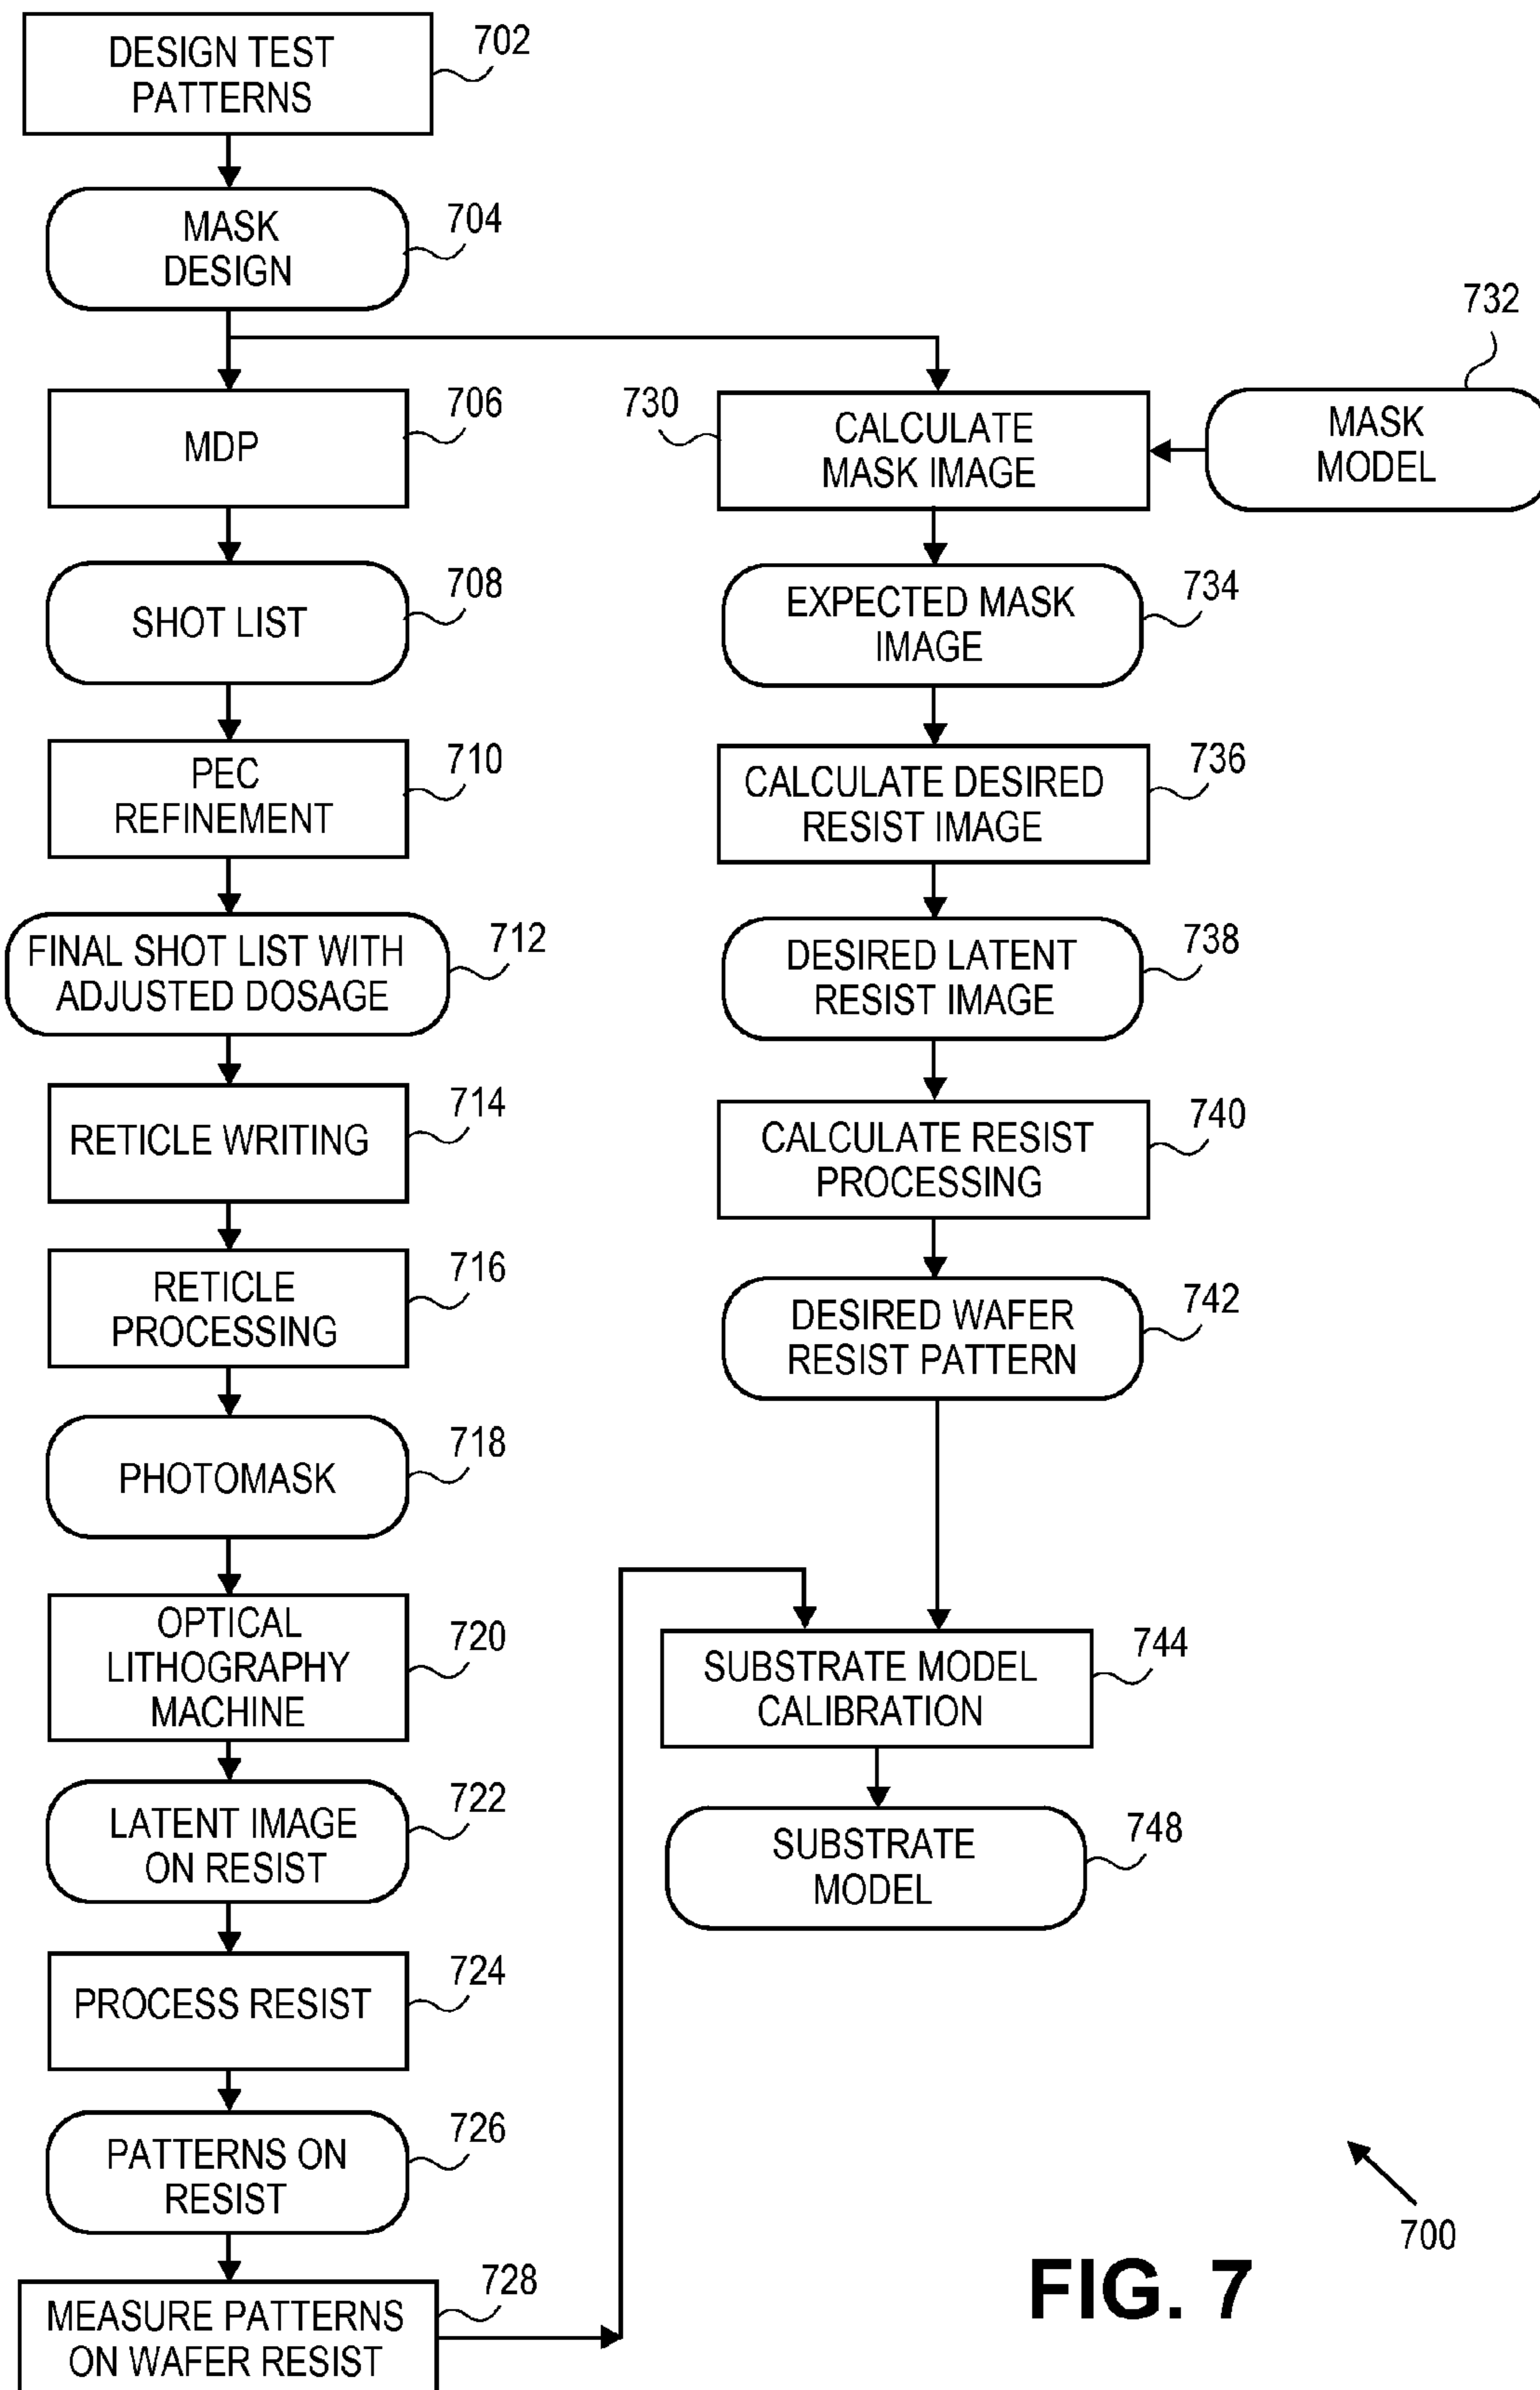 DESIGN TEST
PATTERNS
702
MASK
DESIGN
704
MDP
706
SHOT LIST
708
PEC
REFINEMENT
710
FINAL SHOT LIST WITH
ADJUSTED DOSAGE
712
RETICLE WRITING
714
RETICLE
PROCESSING
716
PHOTOMASK
718
OPTICAL
LITHOGRAPHY
MACHINE
720
LATENT IMAGE
ON RESIST
722
PROCESS RESIST
724
PATTERNS ON
RESIST
726
MEASURE PATTERNS
ON WAFER RESIST
728
730
CALCULATE
MASK IMAGE
732
MASK
MODEL
EXPECTED MASK
IMAGE
734
CALCULATE DESIRED
RESIST IMAGE
736
DESIRED LATENT
RESIST IMAGE
738
CALCULATE RESIST
PROCESSING
740
DESIRED WAFER
RESIST PATTERN
742
SUBSTRATE MODEL
CALIBRATION
744
SUBSTRATE
MODEL
748
700
FIG. 7